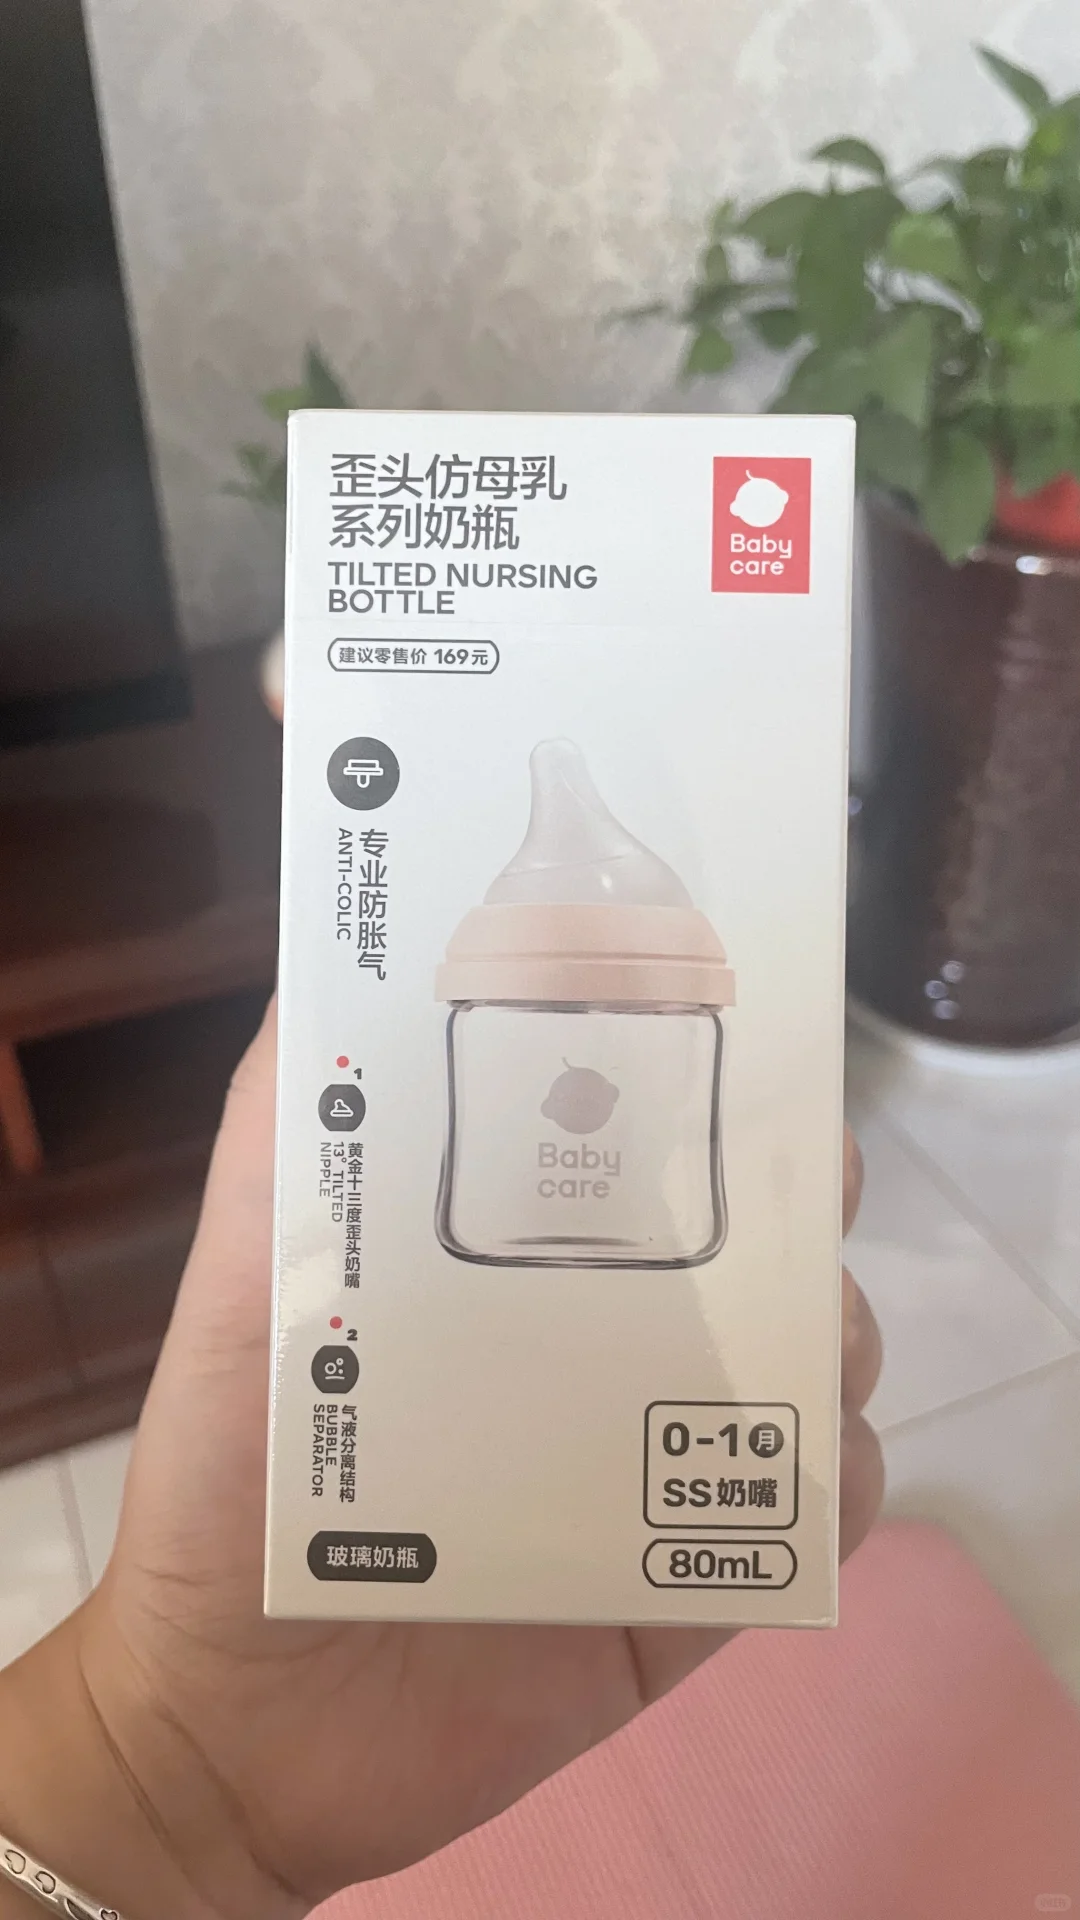 歪头仿母乳
系列奶瓶
TILTED NURSING
BOTTLE
Baby
care
建议零售价 169元
专业防胀气
ANTI-COLIC
Baby
care
1
黄金十三度歪头奶嘴
13° TILTED
NIPPLE
2
气液分离结构
BUBBLE
SEPARATOR
玻璃奶瓶
0-1月
SS奶嘴
80mL